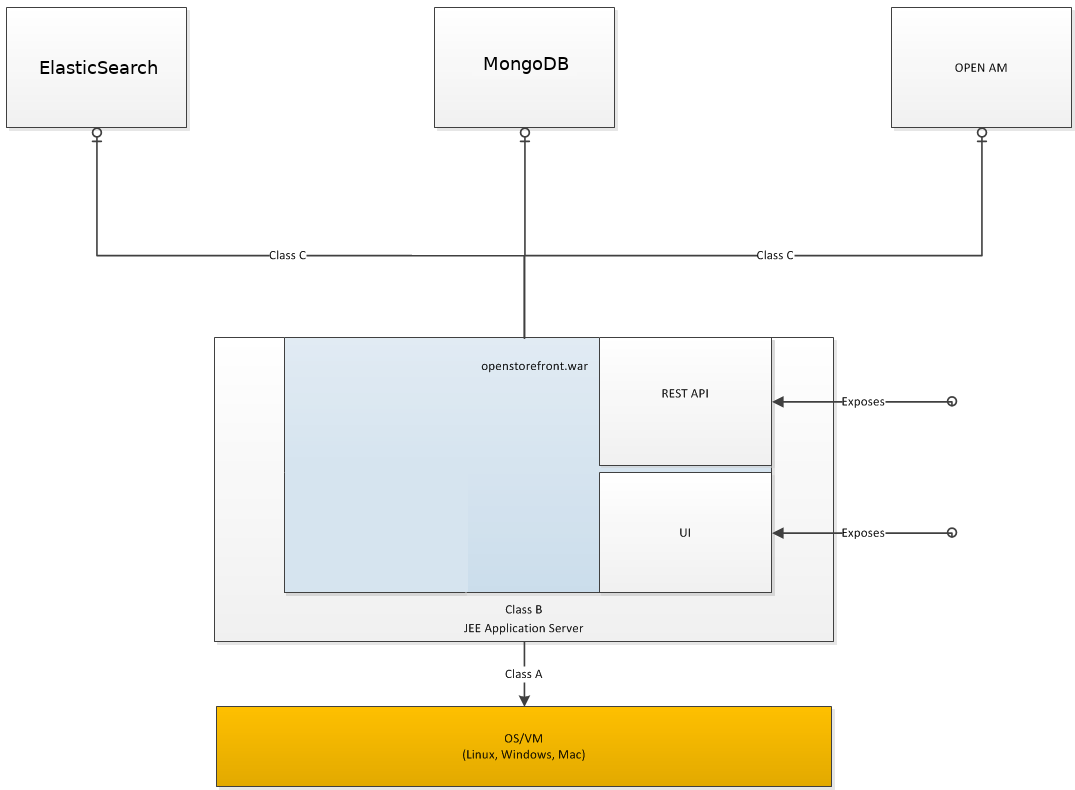 ElasticSearch
MongoDB
OPEN AM
Class C
Class C
openstorefront.war
REST API
Exposes
UI
Exposes
Class B
JEE Application Server
Class A
OS/VM
(Linux, Windows, Mac)